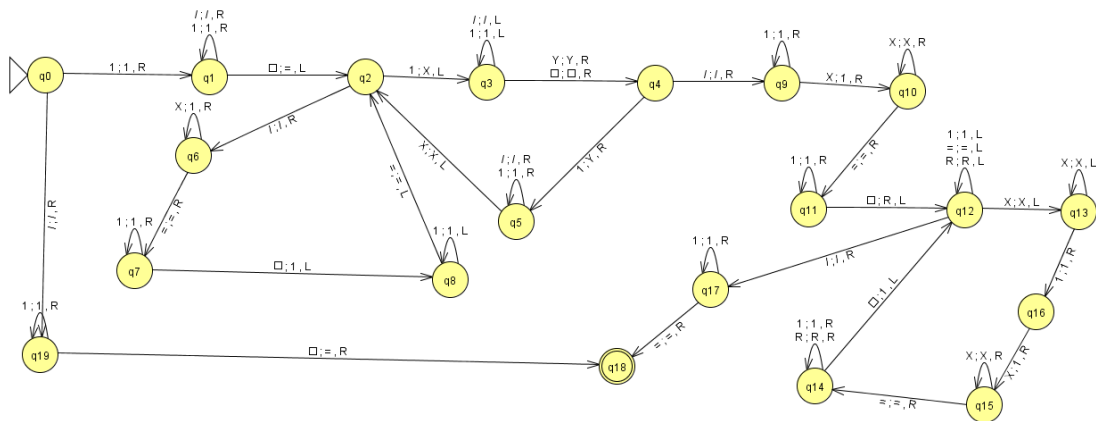 / ; /, R
1 ; 1, R
/ ; /, L
1 ; 1, L
1 ; 1, R
X ; X, R
q0
1 ; 1, R
q1
□ ; =, L
q2
1 ; X, L
q3
Y ; Y, R
□ ; □, R
q4
/ ; /, R
q9
X ; 1, R
q10
X ; 1, R
/ ; /, R
q6
=; =, R
X ; X, L
=; =, L
/ ; /, R
1 ; 1, R
q5
1 ; Y, R
=; =, R
1 ; 1, R
q11
□ ; R, L
1 ; 1, L
=; =, L
R ; R, L
q12
X ; X, L
X ; X, L
q13
/ ; /, R
1 ; 1, R
q7
□ ; 1, L
1 ; 1, L
q8
1 ; 1, R
q17
/ ; /, R
□ ; 1, L
1 ; 1, R
q16
1 ; 1, R
q19
□ ; =, R
=; =, R
q18
1 ; 1, R
R ; R, R
q14
=; =, R
X ; X, R
q15
X ; 1, R